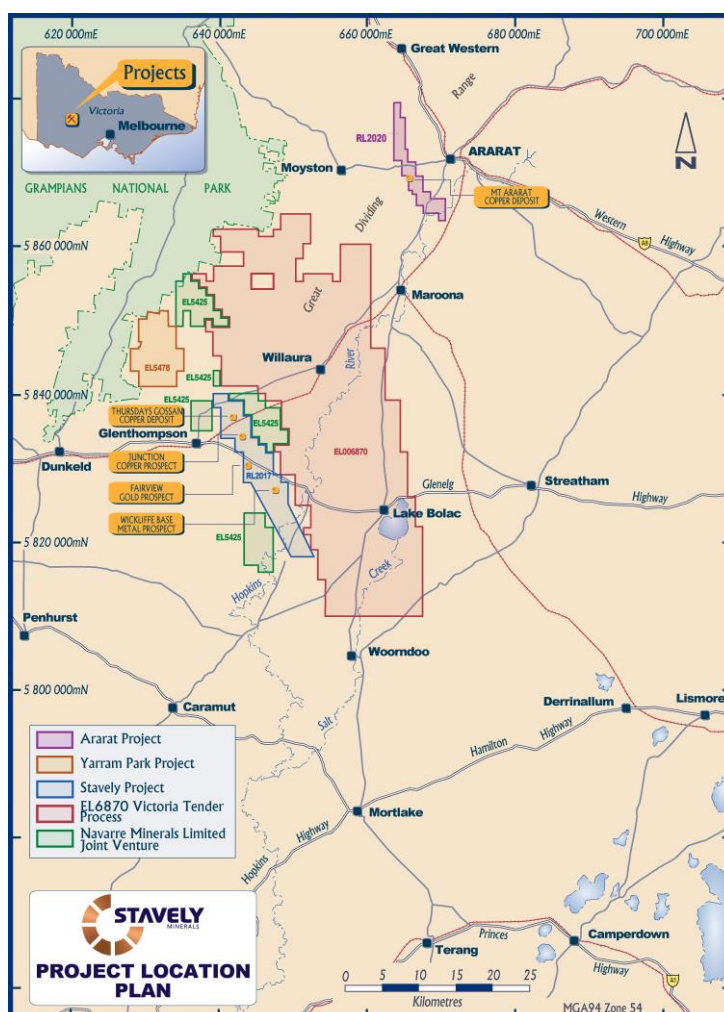 620 000mE
640 000mE
660 000mE
680 000mE
700 000mE
Projects
Victoria
Melbourne
Great Western
Range
RL2020
ARARAT
Moyston
N
GRAMPIANS NATIONAL PARK
MT ARARAT
COPPER DEPOSIT
Dividing
Western
Highway
A8
5 860 000mN
Great
Maroona
EL5425
River
Willaura
EL5478
EL5425
5 840 000mN
EL5425
THURSDAYS GOSSAN
COPPER DEPOSIT
EL5425
Glenthompson
EL006870
Dunkeld
JUNCTION
COPPER PROSPECT
RL2017
Glenelg
Streatham
Highway
FAIRVIEW
GOLD PROSPECT
Lake Bolac
WICKLIFFE BASE
METAL PROSPECT
EL5425
5 820 000mN
Creek
Hopkins
Penhurst
Woorndoo
5 800 000mN
Caramut
Salt
Derrinallum
Lismore
Highway
Hamilton
Ararat Project
Yarram Park Project
Stavely Project
EL6870 Victoria Tender
Process
Navarre Minerals Limited
Joint Venture
Mortlake
Highway
Hopkins
STAVELY
MINERALS
PROJECT LOCATION
PLAN
Princes
Camperdown
Terang
Highway
A1
0 5 10 15 20 25
Kilometres
MGA94 Zone 54